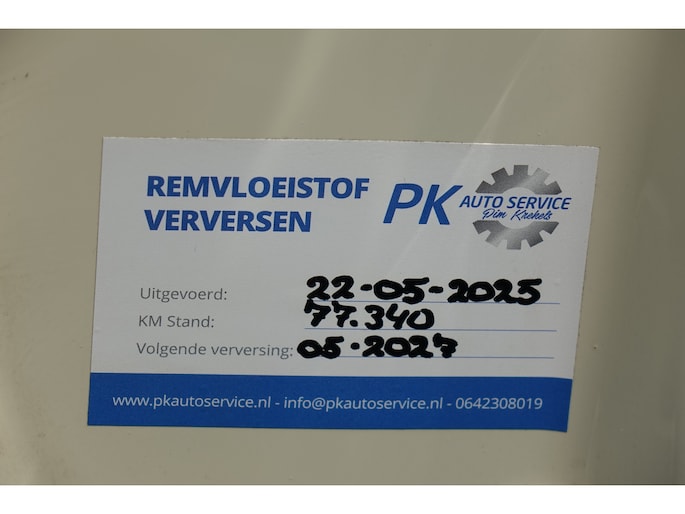 REMVLOEISTOF
VERVERSEN
PK AUTO SERVICE
Pim Krekels
Uitgevoerd: 22-05-2025
KM Stand: 77.340
Volgende verversing: 05-2027
www.pkautoservice.nl - info@pkautoservice.nl - 0642308019